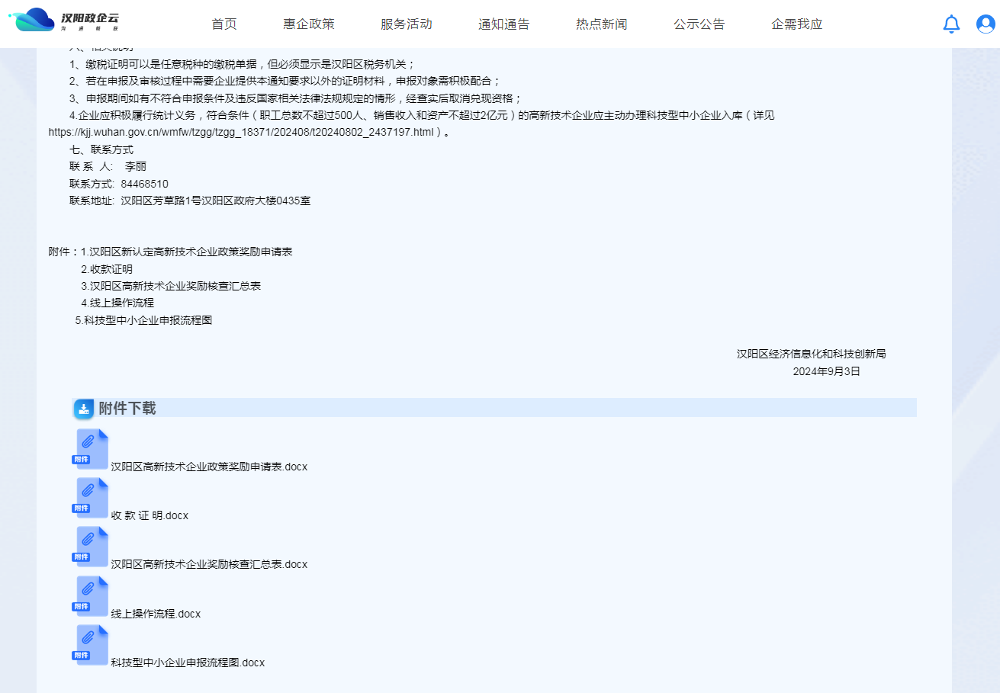 汉阳政企云
沟 通 畅 联
首页 惠企政策 服务活动 通知通告 热点新闻 公示公告 企需我应
六、相关说明
1、缴税证明可以是任意税种的缴税单据，但必须显示是汉阳区税务机关；
2、若在申报及审核过程中需要企业提供本通知要求以外的证明材料，申报对象需积极配合；
3、申报期间如有不符合申报条件及违反国家相关法律法规规定的情形，经查实后取消兑现资格；
4.企业应积极履行统计义务，符合条件（职工总数不超过500人、销售收入和资产不超过2亿元）的高新技术企业应主动办理科技型中小企业入库（详见
https://kjj.wuhan.gov.cn/wmfw/tzgg/tzgg_18371/202408/t20240802_2437197.html）。
七、联系方式
联 系 人: 李丽
联系方式: 84468510
联系地址: 汉阳区芳草路1号汉阳区政府大楼0435室
附件：1.汉阳区新认定高新技术企业政策奖励申请表
2.收款证明
3.汉阳区高新技术企业奖励核查汇总表
4.线上操作流程
5.科技型中小企业申报流程图
汉阳区经济信息化和科技创新局
2024年9月3日
附件下载
附件 汉阳区高新技术企业政策奖励申请表.docx
附件 收 款 证 明.docx
附件 汉阳区高新技术企业奖励核查汇总表.docx
附件 线上操作流程.docx
附件 科技型中小企业申报流程图.docx